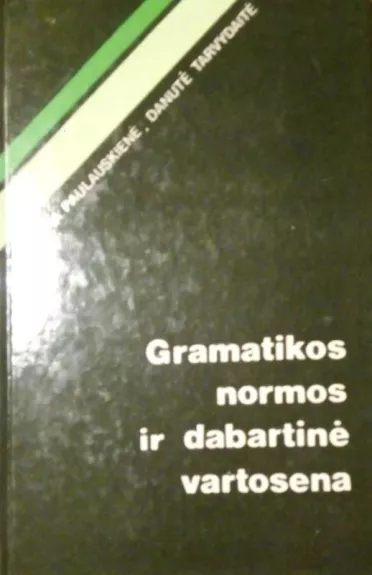 PAULAUSKIENĖ, DANUTĖ TARVYDAITĖ
Gramatikos
normos
ir dabartinė
vartosena